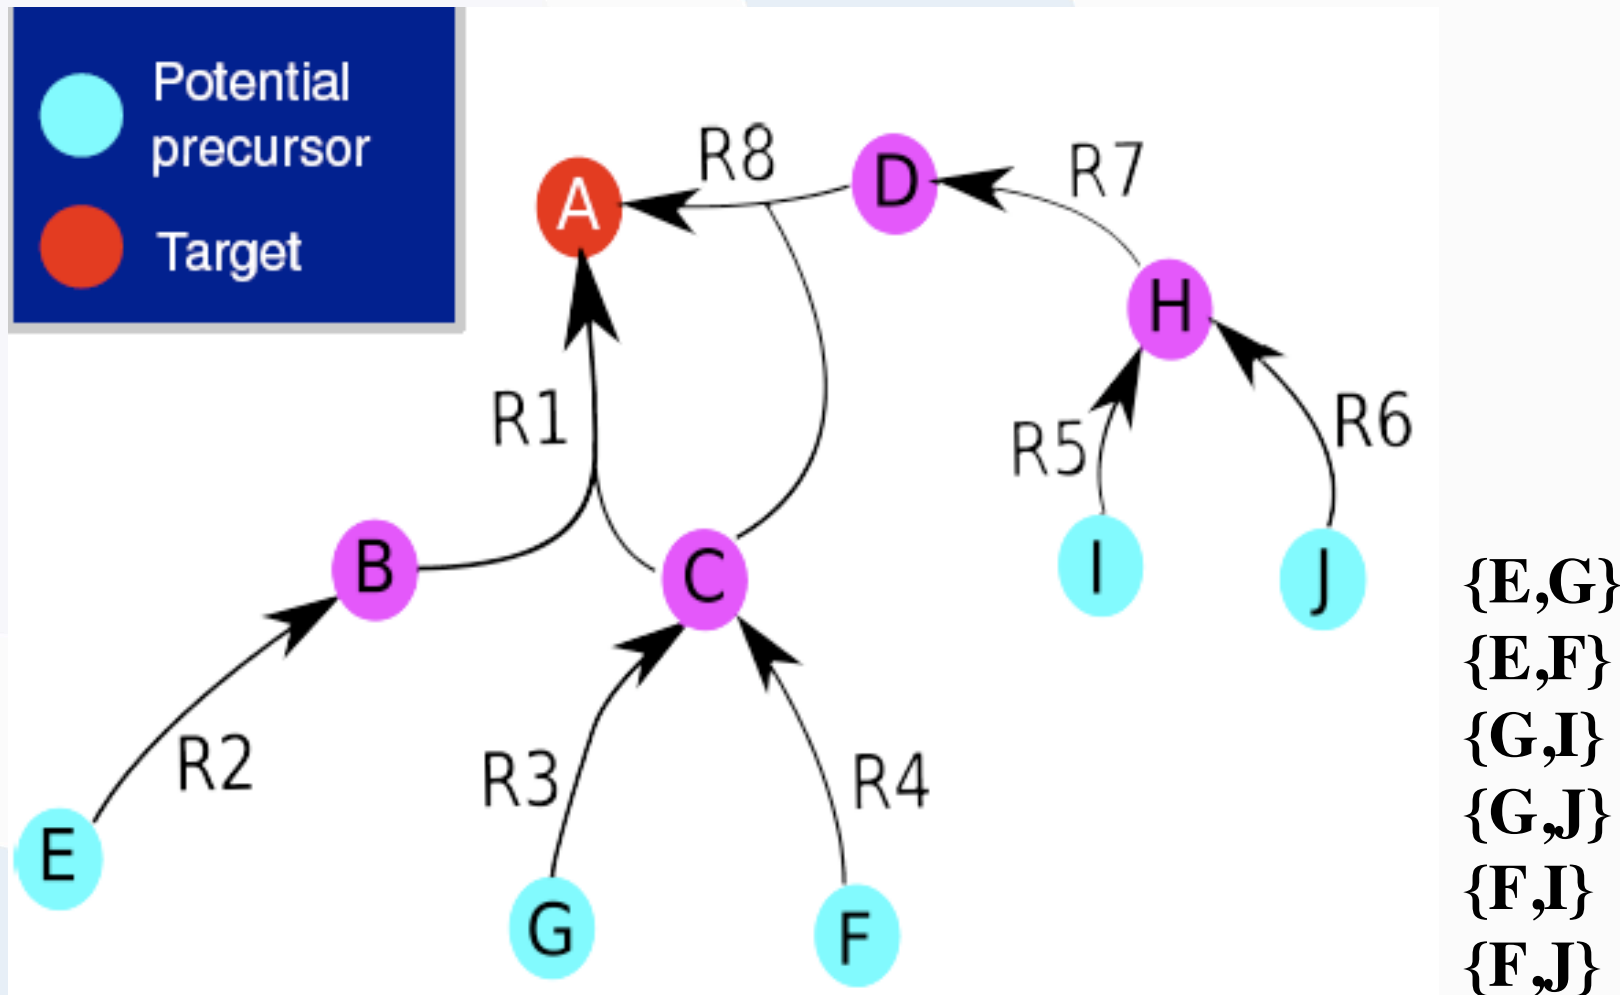 Potential
precursor
Target
R8
D
R7
A
H
R1
R5
R6
B
C
I
J
R2
R3
R4
E
G
F
{E,G}
{E,F}
{G,I}
{G,J}
{F,I}
{F,J}